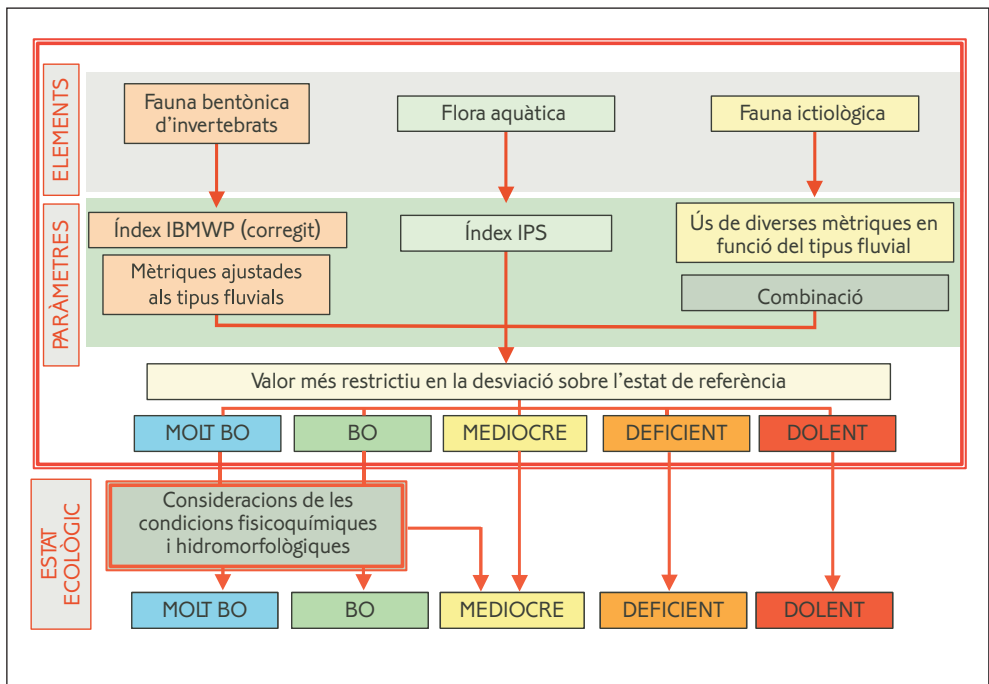 ELEMENTS
Fauna bentònica
d'invertebrats
Flora aquàtica
Fauna ictiològica
PARÀMETRES
Índex IBMWP (corregit)
Mètriques ajustades
als tipus fluvials
Índex IPS
Ús de diverses mètriques en
funció del tipus fluvial
Combinació
Valor més restrictiu en la desviació sobre l'estat de referència
MOLT BO
BO
MEDIOCRE
DEFICIENT
DOLENT
ESTAT
ECOLÒGIC
Consideracions de les
condicions fisicoquímiques
i hidromorfològiques
MOLT BO
BO
MEDIOCRE
DEFICIENT
DOLENT